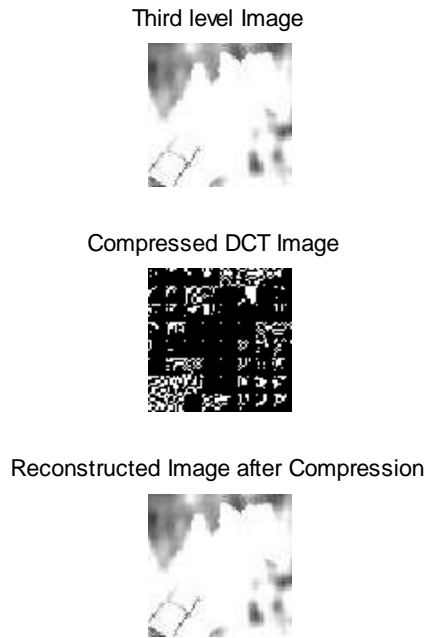 Third level Image
Compressed DCT Image
Reconstructed Image after Compression